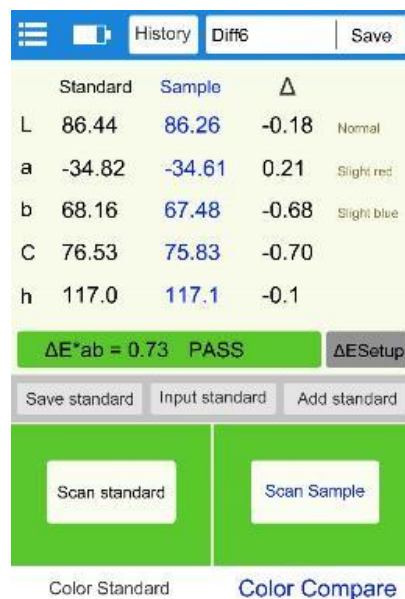 History Diff6 Save
Standard Sample Δ
L 86.44 86.26 -0.18 Normal
a -34.82 -34.61 0.21 Slight red
b 68.16 67.48 -0.68 Slight blue
C 76.53 75.83 -0.70
h 117.0 117.1 -0.1
ΔE*ab = 0.73 PASS ΔESetup
Save standard Input standard Add standard
Scan standard Scan Sample
Color Standard Color Compare